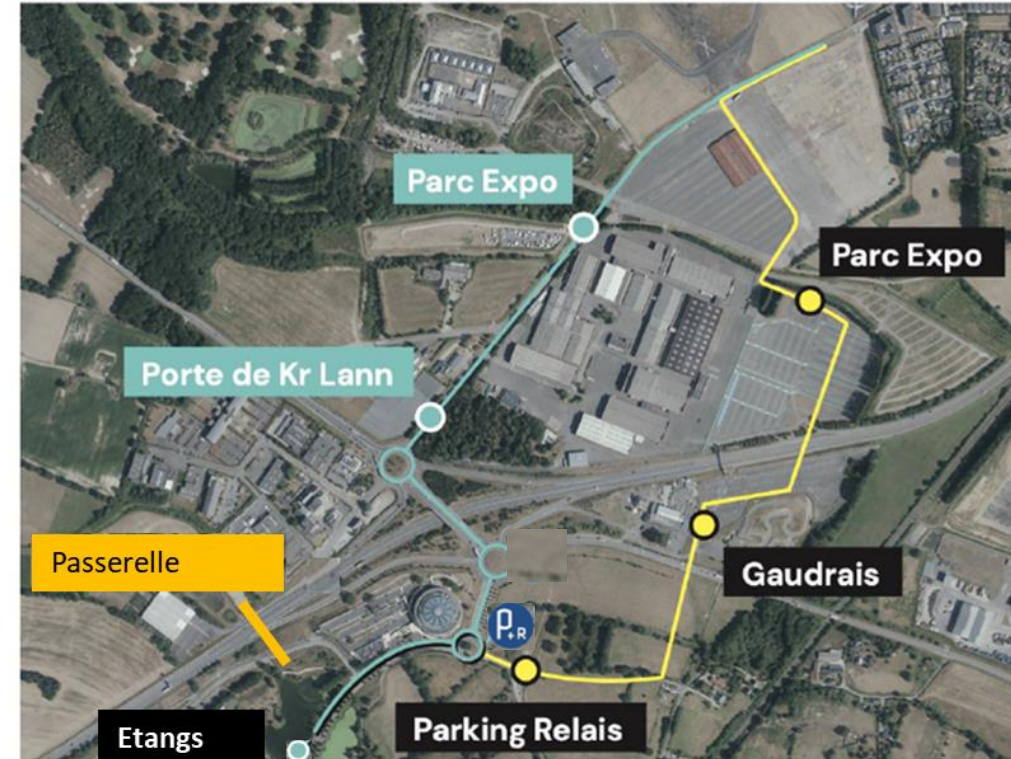 Parc Expo
Parc Expo
Porte de Kr Lann
Passerelle
Gaudrais
P+R
Parking Relais
Etangs